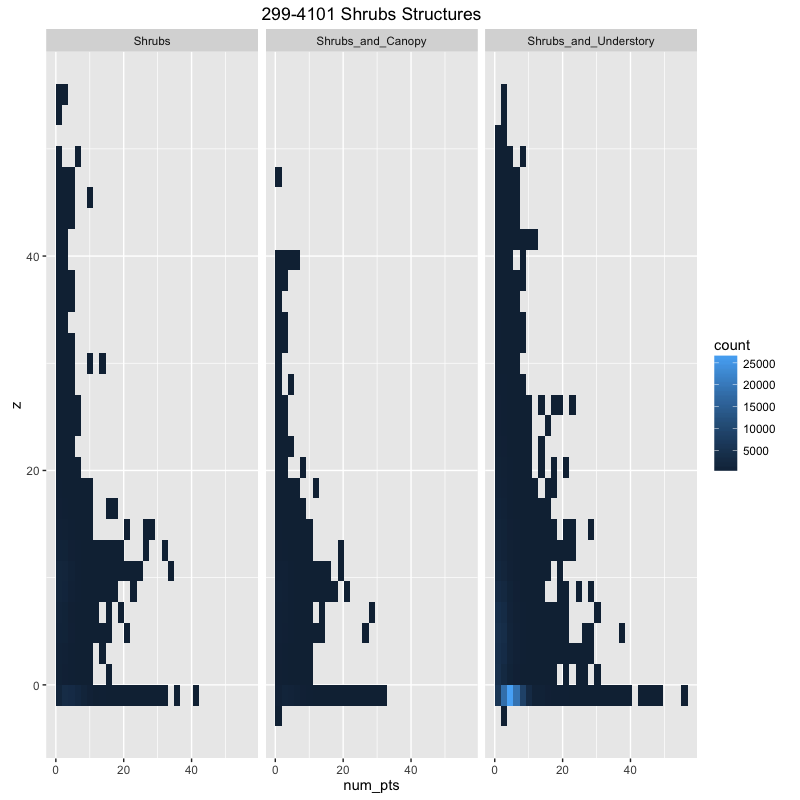 299-4101 Shrubs Structures
Shrubs Shrubs_and_Canopy Shrubs_and_Understory
40
20
0
z
0 20 40 0 20 40 0 20 40
num_pts
count
25000
20000
15000
10000
5000